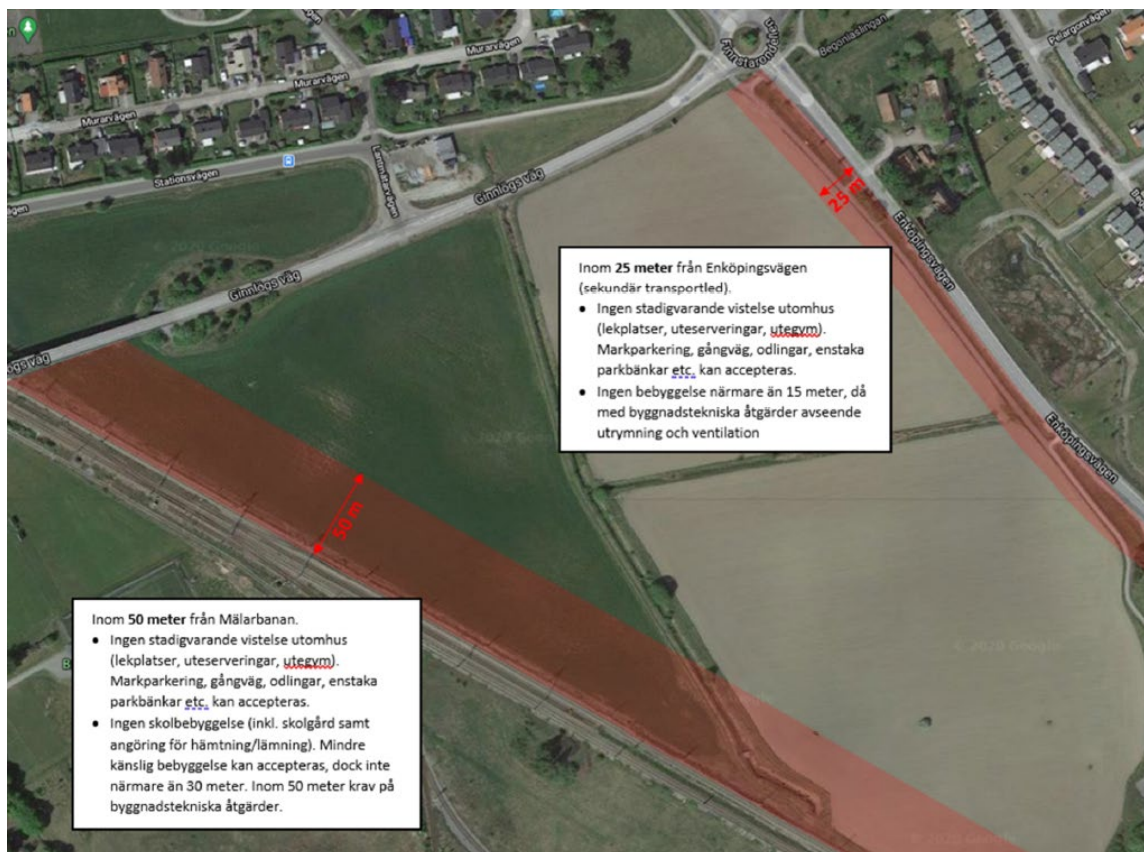 Murarvägen
Murarvägen
Murarvägen
Stationsvägen
Lantmätarvägen
Ginnlögs väg
Ginnlögs väg
Begoniaslingan
Pelargonvägen
Enköpingsvägen
Enköpingsvägen
25 m
50 m
Inom 25 meter från Enköpingsvägen
(sekundär transportled).
• Ingen stadigvarande vistelse utomhus
(lekplatser, uteserveringar, utegym).
Markparkering, gångväg, odlingar, enstaka
parkbänkar etc. kan accepteras.
• Ingen bebyggelse närmare än 15 meter, då
med byggnadstekniska åtgärder avseende
utrymning och ventilation
Inom 50 meter från Mälarbanan.
• Ingen stadigvarande vistelse utomhus
(lekplatser, uteserveringar, utegym).
Markparkering, gångväg, odlingar, enstaka
parkbänkar etc. kan accepteras.
• Ingen skolbebyggelse (inkl. skolgård samt
angöring för hämtning/lämning). Mindre
känslig bebyggelse kan accepteras, dock inte
närmare än 30 meter. Inom 50 meter krav på
byggnadstekniska åtgärder.